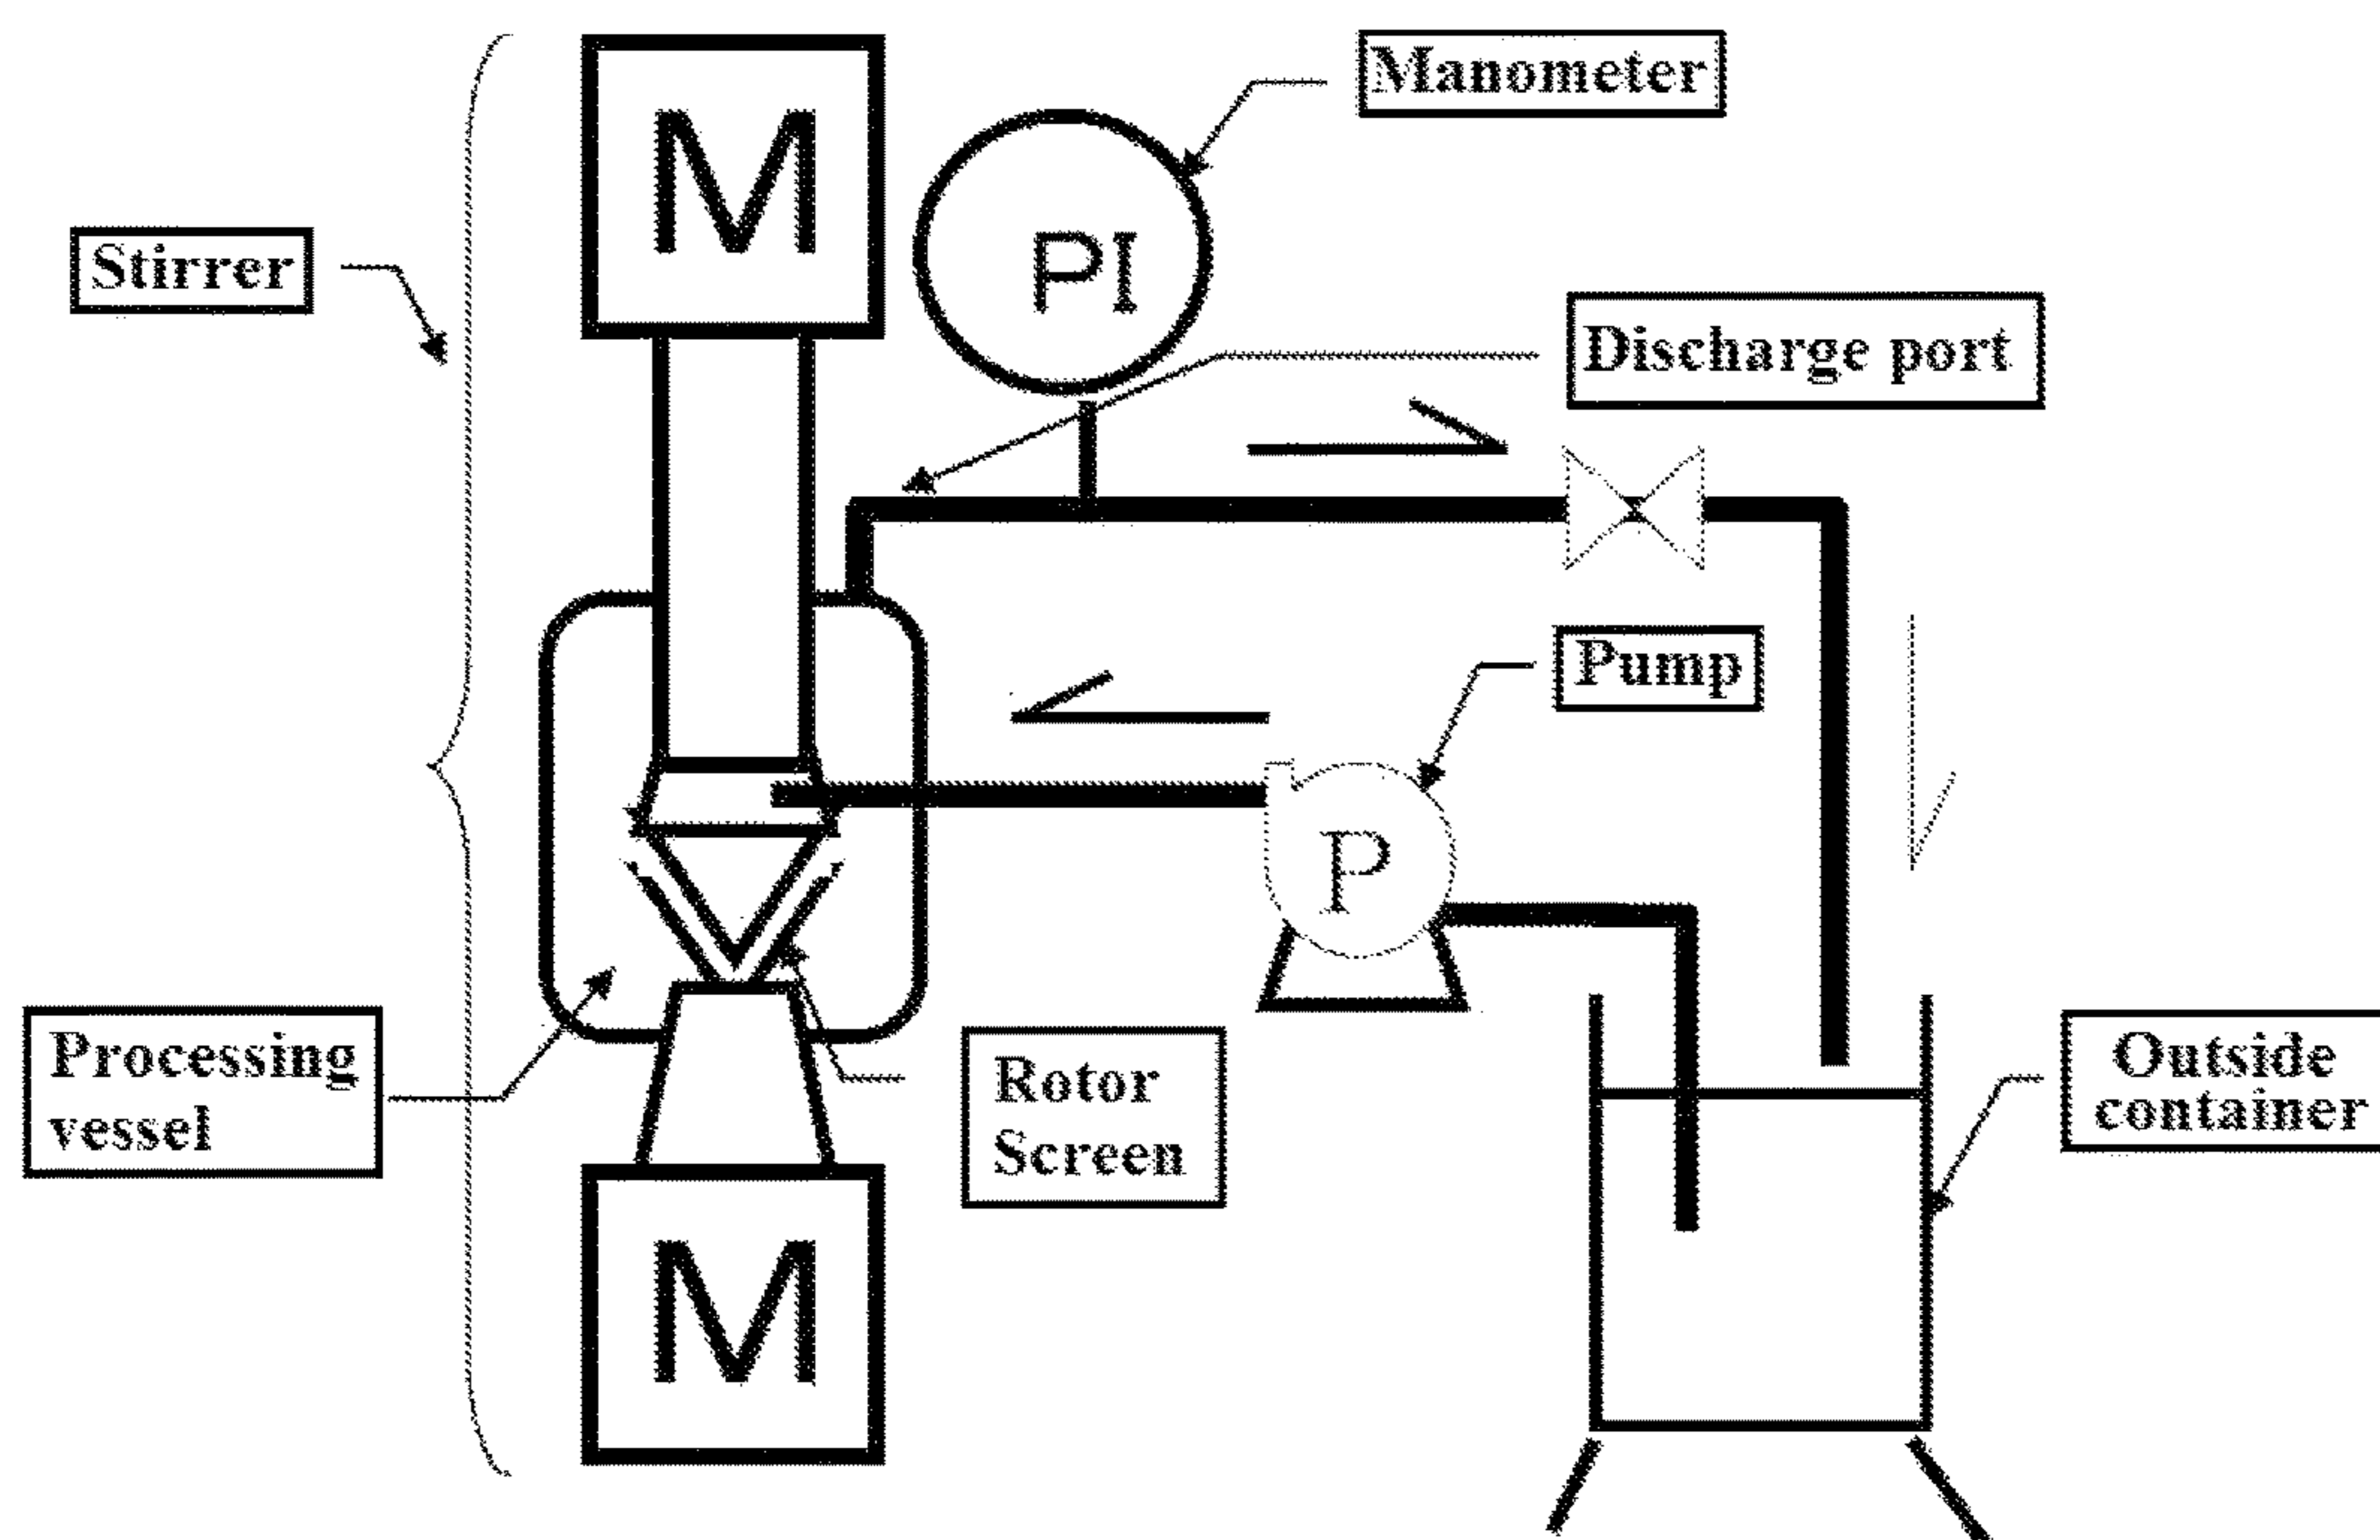 Manometer
M
PI
Stirrer
Discharge port
Pump
P
Processing
vessel
Rotor
Screen
Outside
container
M